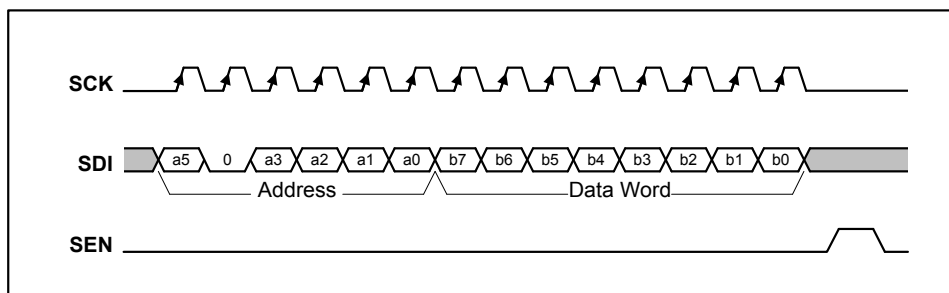 SCK
SDI a5 0 a3 a2 a1 a0 b7 b6 b5 b4 b3 b2 b1 b0
Address Data Word
SEN